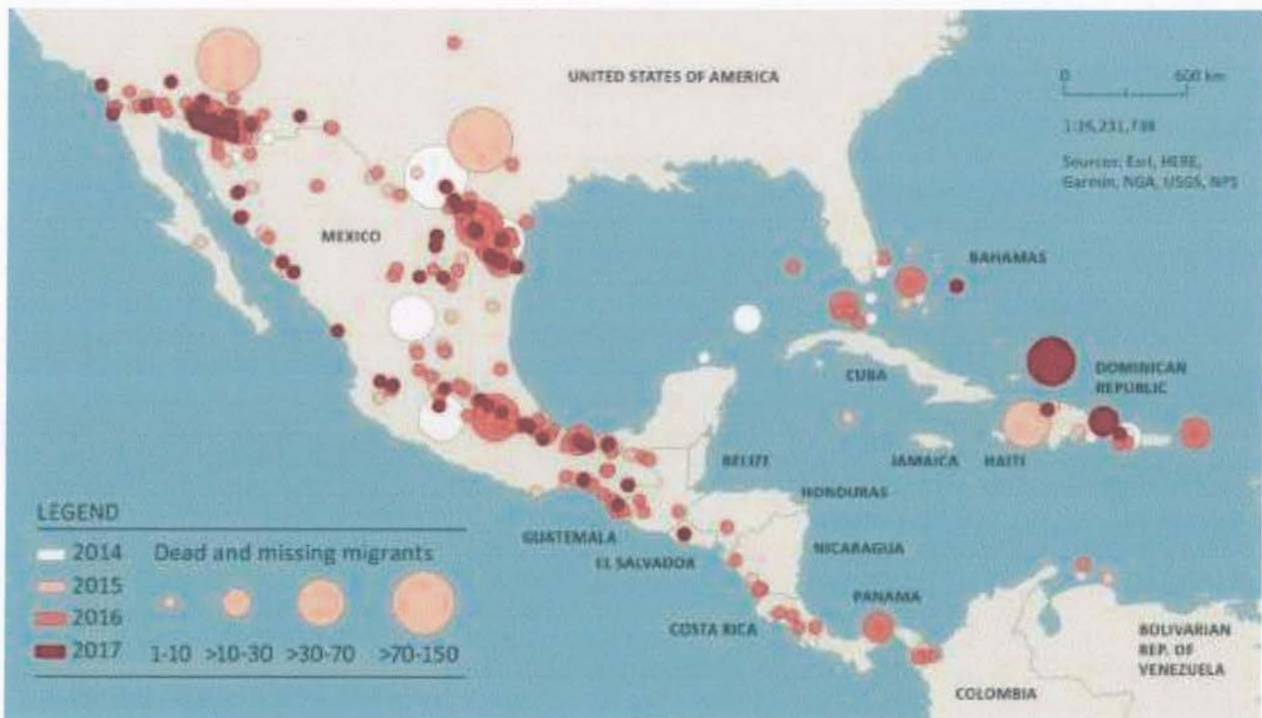 UNITED STATES OF AMERICA
0 600 km
Sources: Esri, HERE,
Garmin, NGA, USGS, NPS
MEXICO
BAHAMAS
CUBA
DOMINICAN
REPUBLIC
BELIZE
JAMAICA
HAITI
HONDURAS
GUATEMALA
EL SALVADOR
NICARAGUA
PANAMA
COSTA RICA
BOLIVARIAN
REP. OF
VENEZUELA
COLOMBIA
LEGEND
2014
2015
2016
2017
Dead and missing migrants
1-10 >10-30 >30-70 >70-150